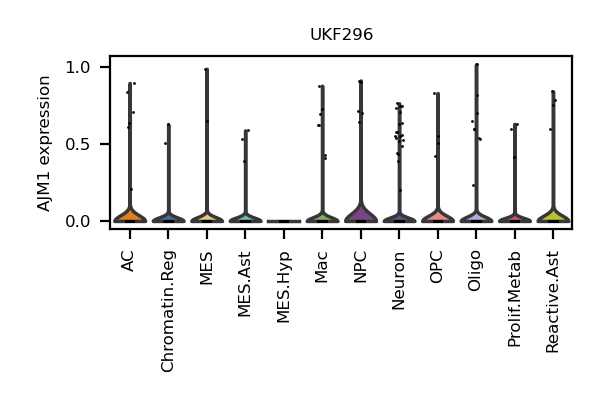 UKF296
AJM1 expression
1.0
0.5
0.0
AC
Chromatin.Reg
MES
MES.Ast
MES.Hyp
Mac
NPC
Neuron
OPC
Oligo
Prolif.Metab
Reactive.Ast